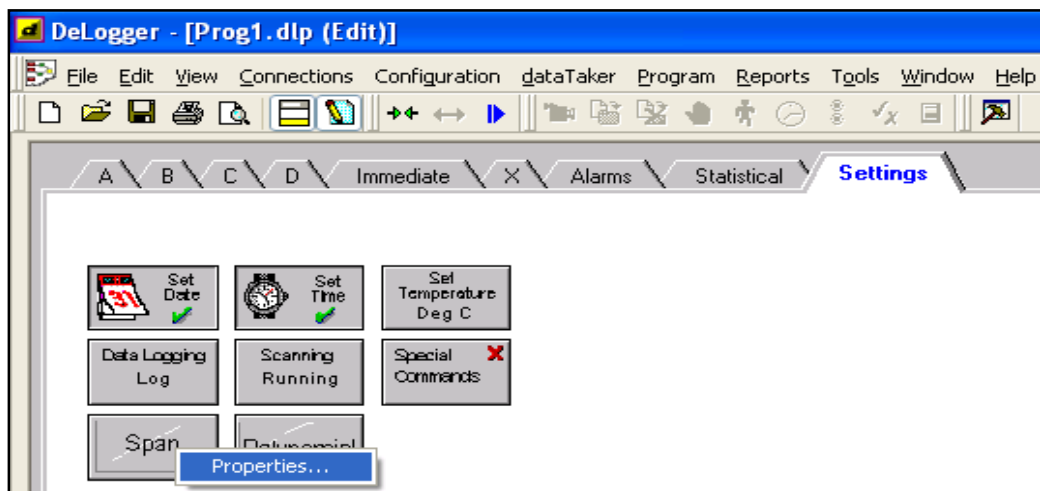 DeLogger - [Prog1.dlp (Edit)]
File Edit View Connections Configuration dataTaker Program Reports Tools Window Help
A B C D Immediate X Alarms Statistical Settings
Set Date
Set Time
Set Temperature Deg C
Data Logging Log
Scanning Running
Special Commands
Span
Properties...